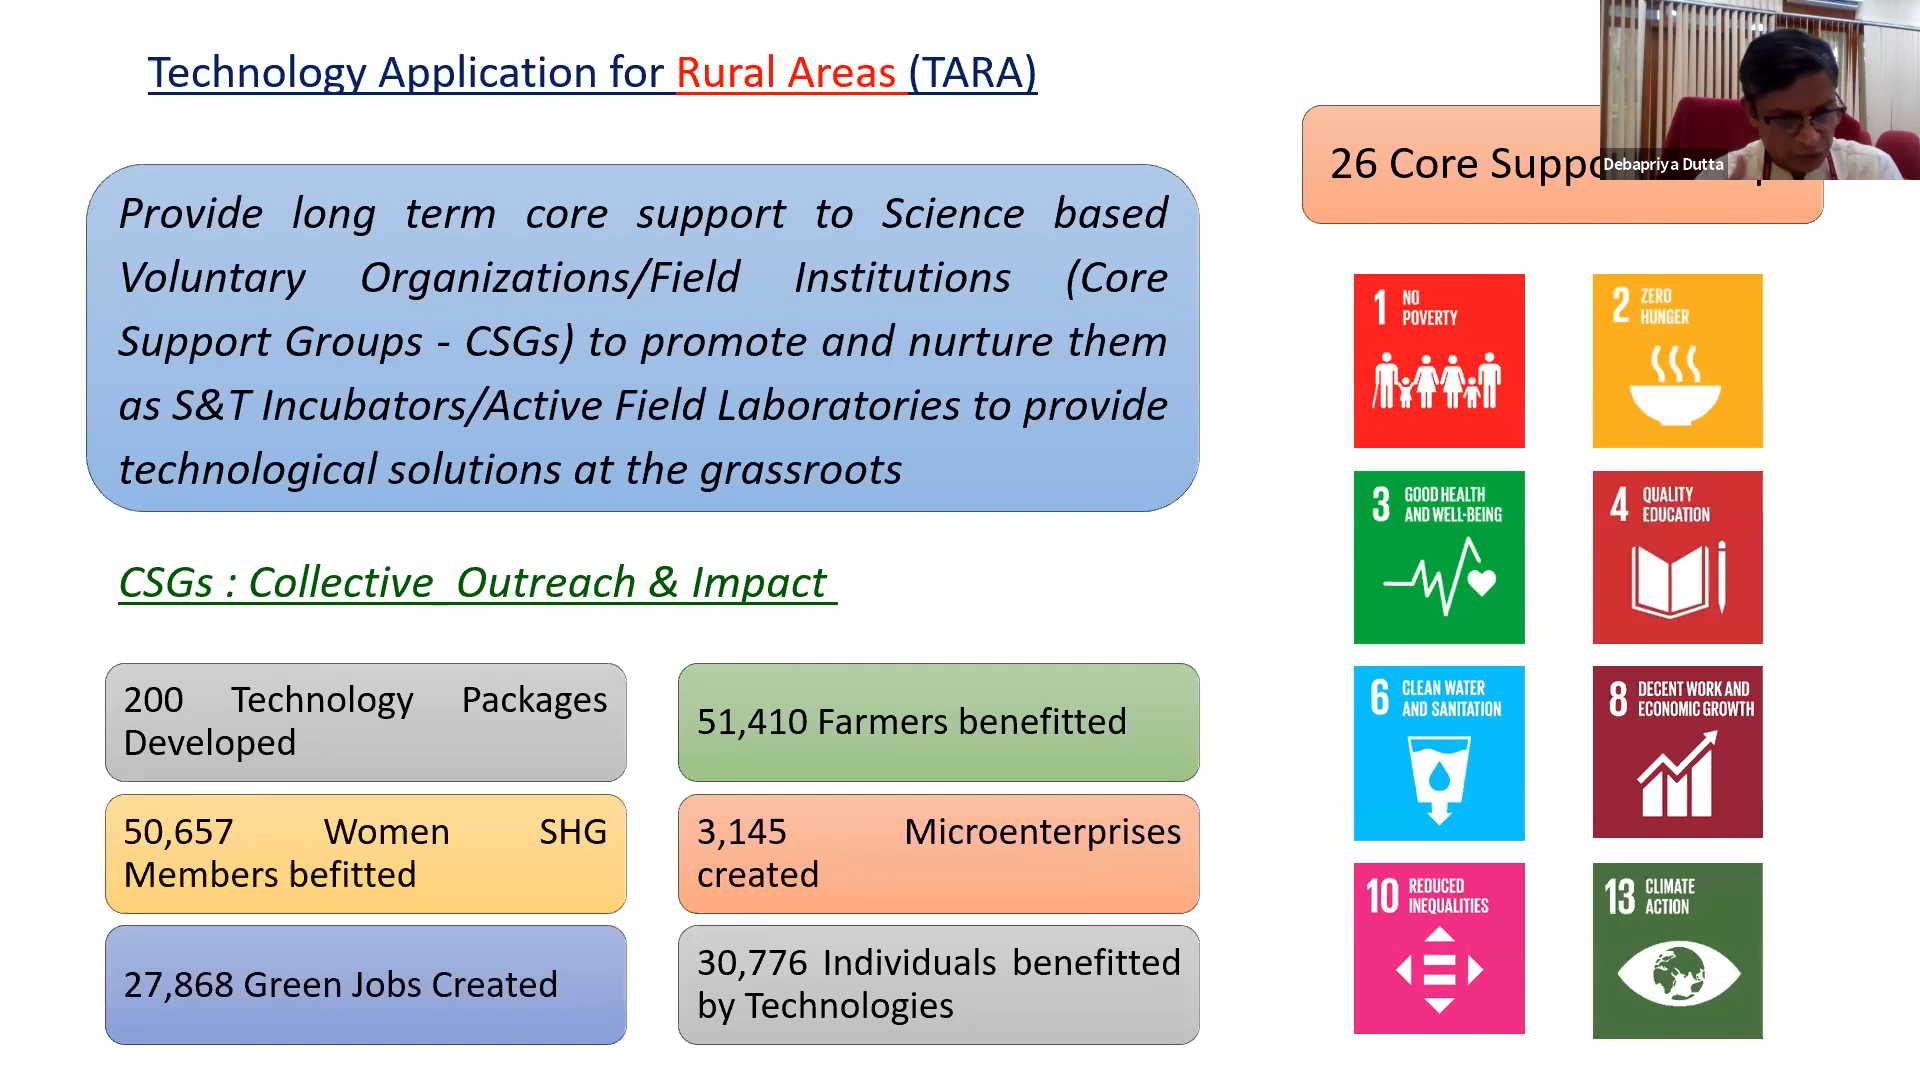 Technology Application for Rural Areas (TARA)
Provide long term core support to Science based
Voluntary Organizations/Field Institutions (Core
Support Groups - CSGs) to promote and nurture them
as S&T Incubators/Active Field Laboratories to provide
technological solutions at the grassroots
CSGs : Collective Outreach & Impact
200 Technology Packages
Developed
51,410 Farmers benefitted
50,657 Women SHG
Members befitted
3,145 Microenterprises
created
27,868 Green Jobs Created
30,776 Individuals benefitted
by Technologies
26 Core
Debapriya Dutta
1 NO
POVERTY
2 ZERO
HUNGER
3 GOOD HEALTH
AND WELL-BEING
4 QUALITY
EDUCATION
6 CLEAN WATER
AND SANITATION
8 DECENT WORK AND
ECONOMIC GROWTH
10 REDUCED
INEQUALITIES
13 CLIMATE
ACTION